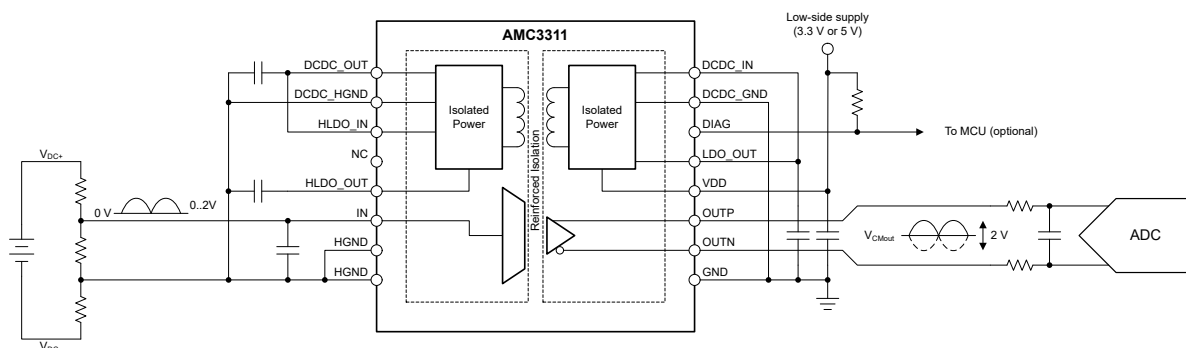 Low-side supply
(3.3 V or 5 V)
AMC3311
DCDC_OUT
DCDC_HGND
HLDO_IN
NC
HLDO_OUT
IN
HGND
HGND
Isolated
Power
Reinforced Isolation
Isolated
Power
DCDC_IN
DCDC_GND
DIAG
LDO_OUT
VDD
OUTP
OUTN
GND
To MCU (optional)
VDC+
0 V
0..2V
VCMout
2 V
ADC